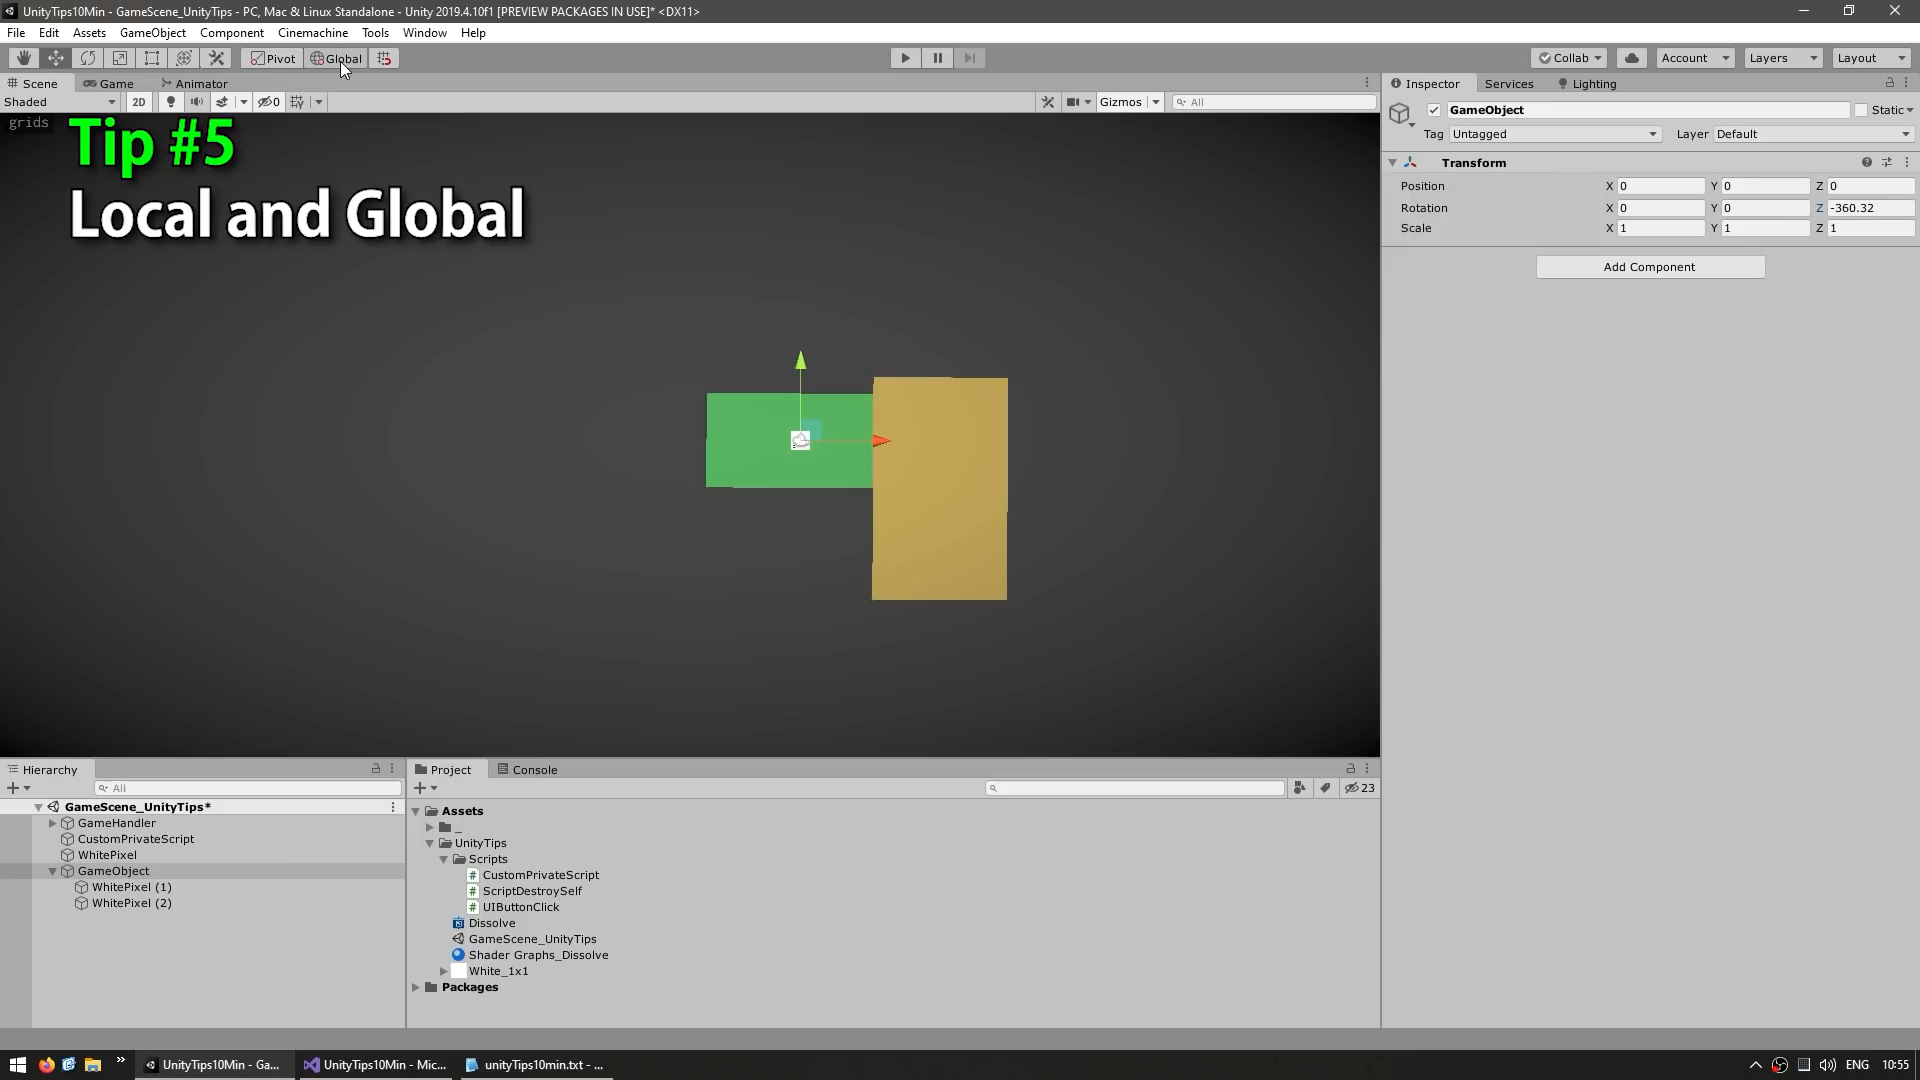 UnityTips10Min - GameScene_UnityTips - PC, Mac & Linux Standalone - Unity 2019.4.10f1 [PREVIEW PACKAGES IN USE]* <DX11>
File Edit Assets GameObject Component Cinemachine Tools Window Help
Pivot Global Collab Account Layers Layout
Scene Game Animator
Shaded 2D 0 Gizmos All
grids
Tip #5
Local and Global
Inspector Services Lighting
GameObject Static
Tag Untagged Layer Default
Transform
Position X 0 Y 0 Z 0
Rotation X 0 Y 0 Z -360.32
Scale X 1 Y 1 Z 1
Add Component
Hierarchy
All
GameScene_UnityTips*
GameHandler
CustomPrivateScript
WhitePixel
GameObject
WhitePixel (1)
WhitePixel (2)
Project Console
23
Assets
_
UnityTips
Scripts
CustomPrivateScript
ScriptDestroySelf
UIButtonClick
Dissolve
GameScene_UnityTips
Shader Graphs_Dissolve
White_1x1
Packages
UnityTips10Min - Ga...
UnityTips10Min - Mic...
unityTips10min.txt - ...
ENG 10:55